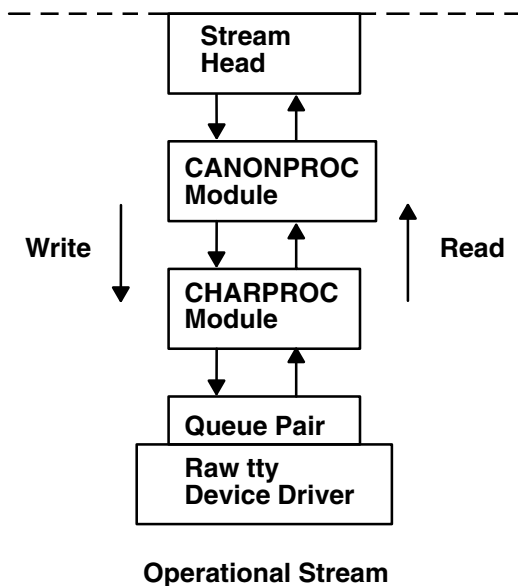 Stream
Head
CANONPROC
Module
Write
Read
CHARPROC
Module
Queue Pair
Raw tty
Device Driver
Operational Stream